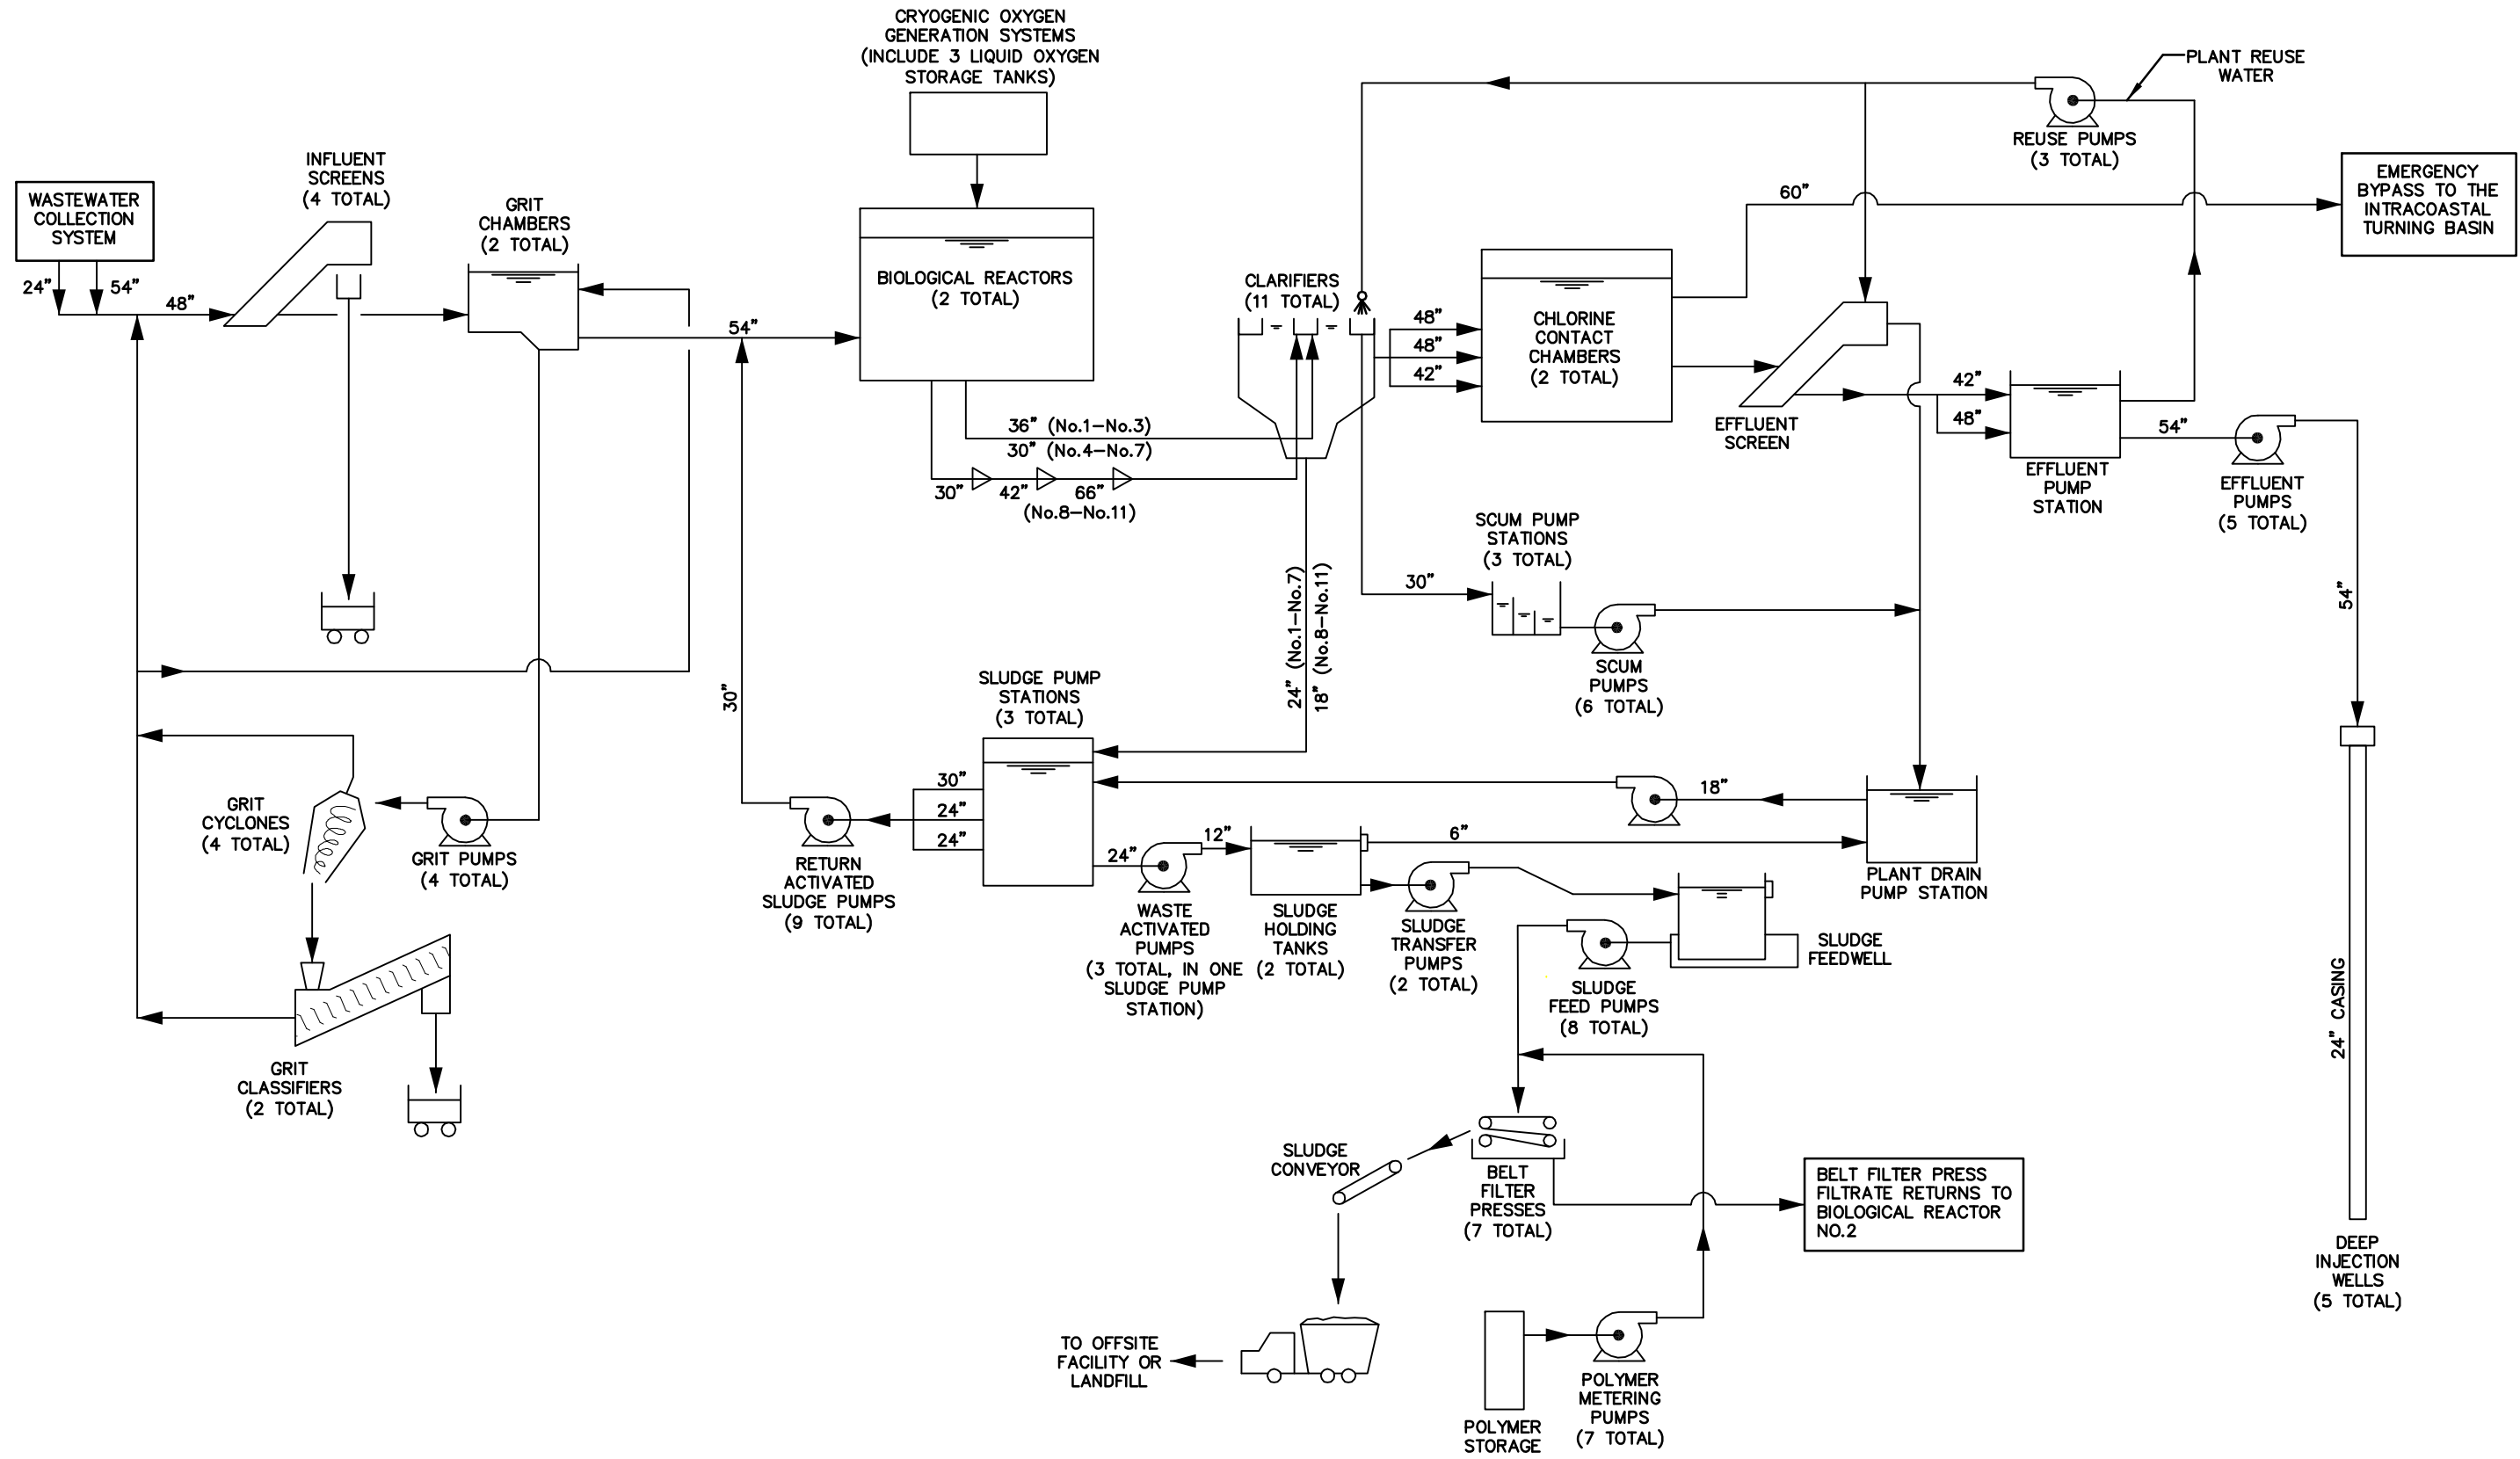 CRYOGENIC OXYGEN
GENERATION SYSTEMS
(INCLUDE 3 LIQUID OXYGEN
STORAGE TANKS)
PLANT REUSE
WATER
REUSE PUMPS
(3 TOTAL)
INFLUENT
SCREENS
(4 TOTAL)
WASTEWATER
COLLECTION
SYSTEM
24"
54"
48"
GRIT
CHAMBERS
(2 TOTAL)
54"
BIOLOGICAL REACTORS
(2 TOTAL)
CLARIFIERS
(11 TOTAL)
48"
48"
42"
CHLORINE
CONTACT
CHAMBERS
(2 TOTAL)
60"
EMERGENCY
BYPASS TO THE
INTRACOASTAL
TURNING BASIN
EFFLUENT
SCREEN
42"
48"
EFFLUENT
PUMP
STATION
54"
EFFLUENT
PUMPS
(5 TOTAL)
36" (No.1-No.3)
30" (No.4-No.7)
30"
42"
66"
(No.8-No.11)
SCUM PUMP
STATIONS
(3 TOTAL)
30"
SCUM
PUMPS
(6 TOTAL)
24" (No.1-No.7)
18" (No.8-No.11)
54"
30"
SLUDGE PUMP
STATIONS
(3 TOTAL)
30"
24"
24"
GRIT
CYCLONES
(4 TOTAL)
GRIT PUMPS
(4 TOTAL)
RETURN
ACTIVATED
SLUDGE PUMPS
(9 TOTAL)
24"
12"
WASTE
ACTIVATED
PUMPS
(3 TOTAL, IN ONE
SLUDGE PUMP
STATION)
SLUDGE
HOLDING
TANKS
(2 TOTAL)
6"
18"
PLANT DRAIN
PUMP STATION
SLUDGE
TRANSFER
PUMPS
(2 TOTAL)
SLUDGE
FEEDWELL
SLUDGE
FEED PUMPS
(8 TOTAL)
24" CASING
GRIT
CLASSIFIERS
(2 TOTAL)
SLUDGE
CONVEYOR
BELT
FILTER
PRESSES
(7 TOTAL)
BELT FILTER PRESS
FILTRATE RETURNS TO
BIOLOGICAL REACTOR
NO.2
DEEP
INJECTION
WELLS
(5 TOTAL)
TO OFFSITE
FACILITY OR
LANDFILL
POLYMER
STORAGE
POLYMER
METERING
PUMPS
(7 TOTAL)